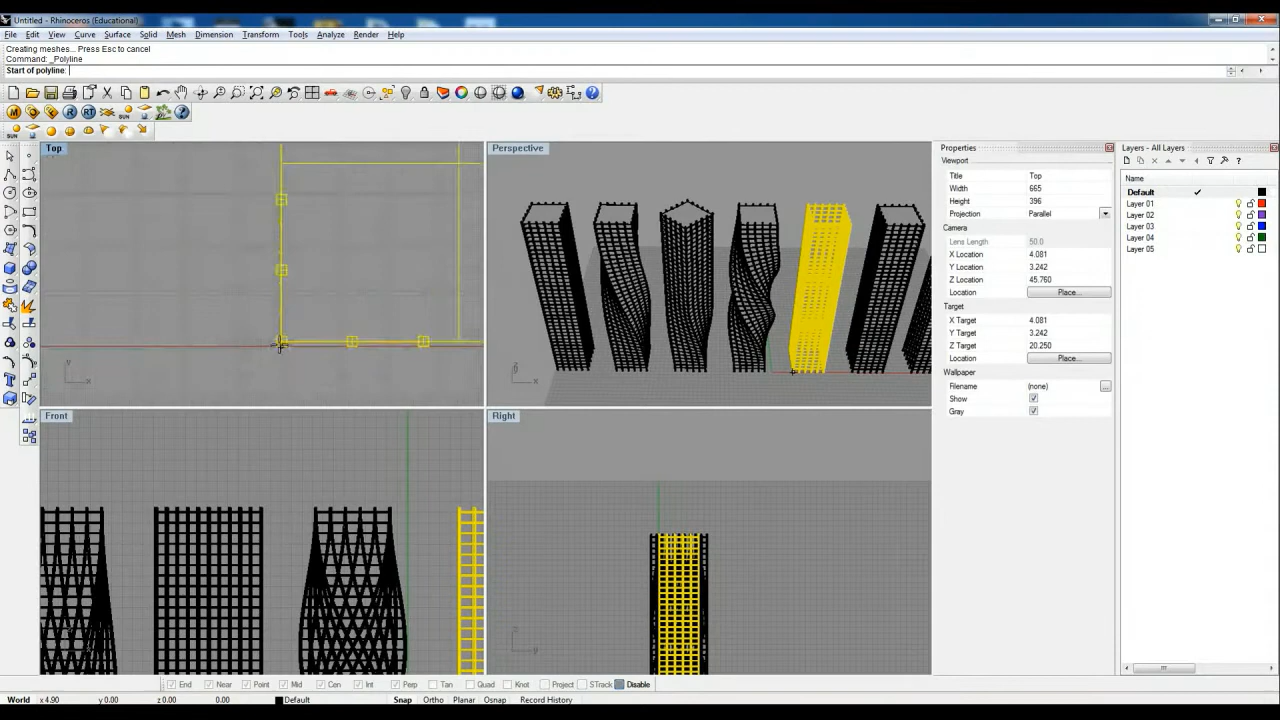 Untitled - Rhinoceros (Educational)
File Edit View Curve Surface Solid Mesh Dimension Transform Tools Analyze Render Help
Creating meshes... Press Esc to cancel
Command: _Polyline
Start of polyline:
Top
Perspective
Front
Right
Properties
Viewport
Title Top
Width 665
Height 396
Projection Parallel
Camera
Lens Length 50.0
X Location 4.081
Y Location 3.242
Z Location 45.760
Location Place...
Target
X Target 4.081
Y Target 3.242
Z Target 20.250
Location Place...
Wallpaper
Filename (none)
Show
Gray
Layers - All Layers
Name
Default
Layer 01
Layer 02
Layer 03
Layer 04
Layer 05
End Near Point Mid Cen Int Perp Tan Quad Knot Project STrack Disable
World x 4.90 y 0.00 z 0.00 0.00 Default Snap Ortho Planar Osnap Record History